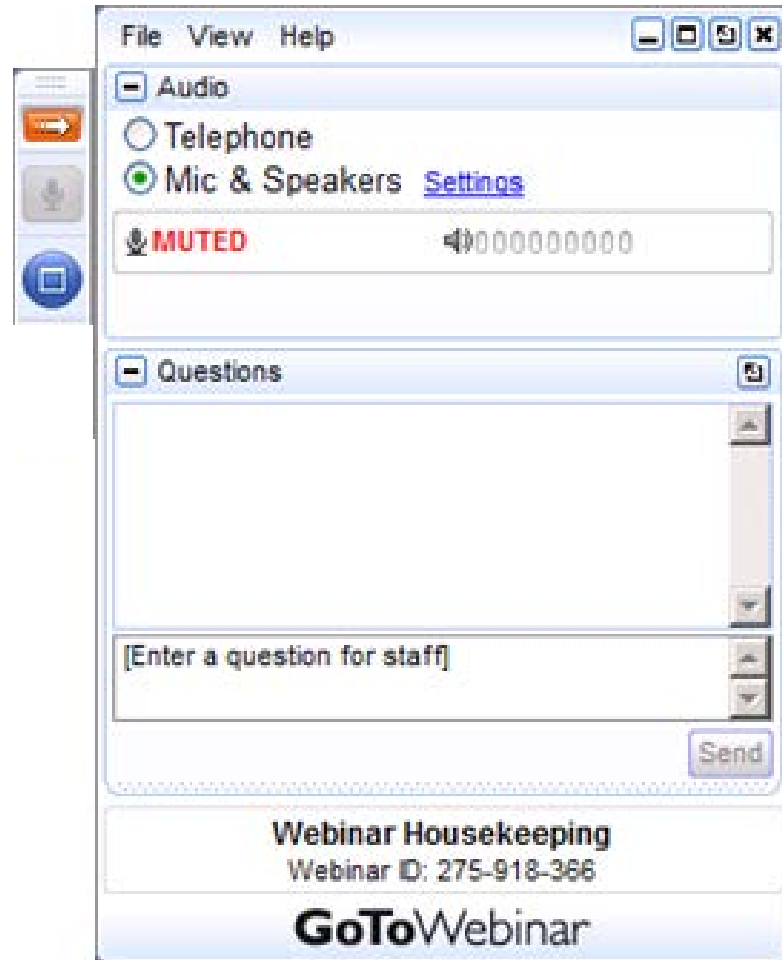 File View Help
Audio
Telephone
Mic & Speakers Settings
MUTED
Questions
[Enter a question for staff]
Send
Webinar Housekeeping
Webinar ID: 275-918-366
GoToWebinar